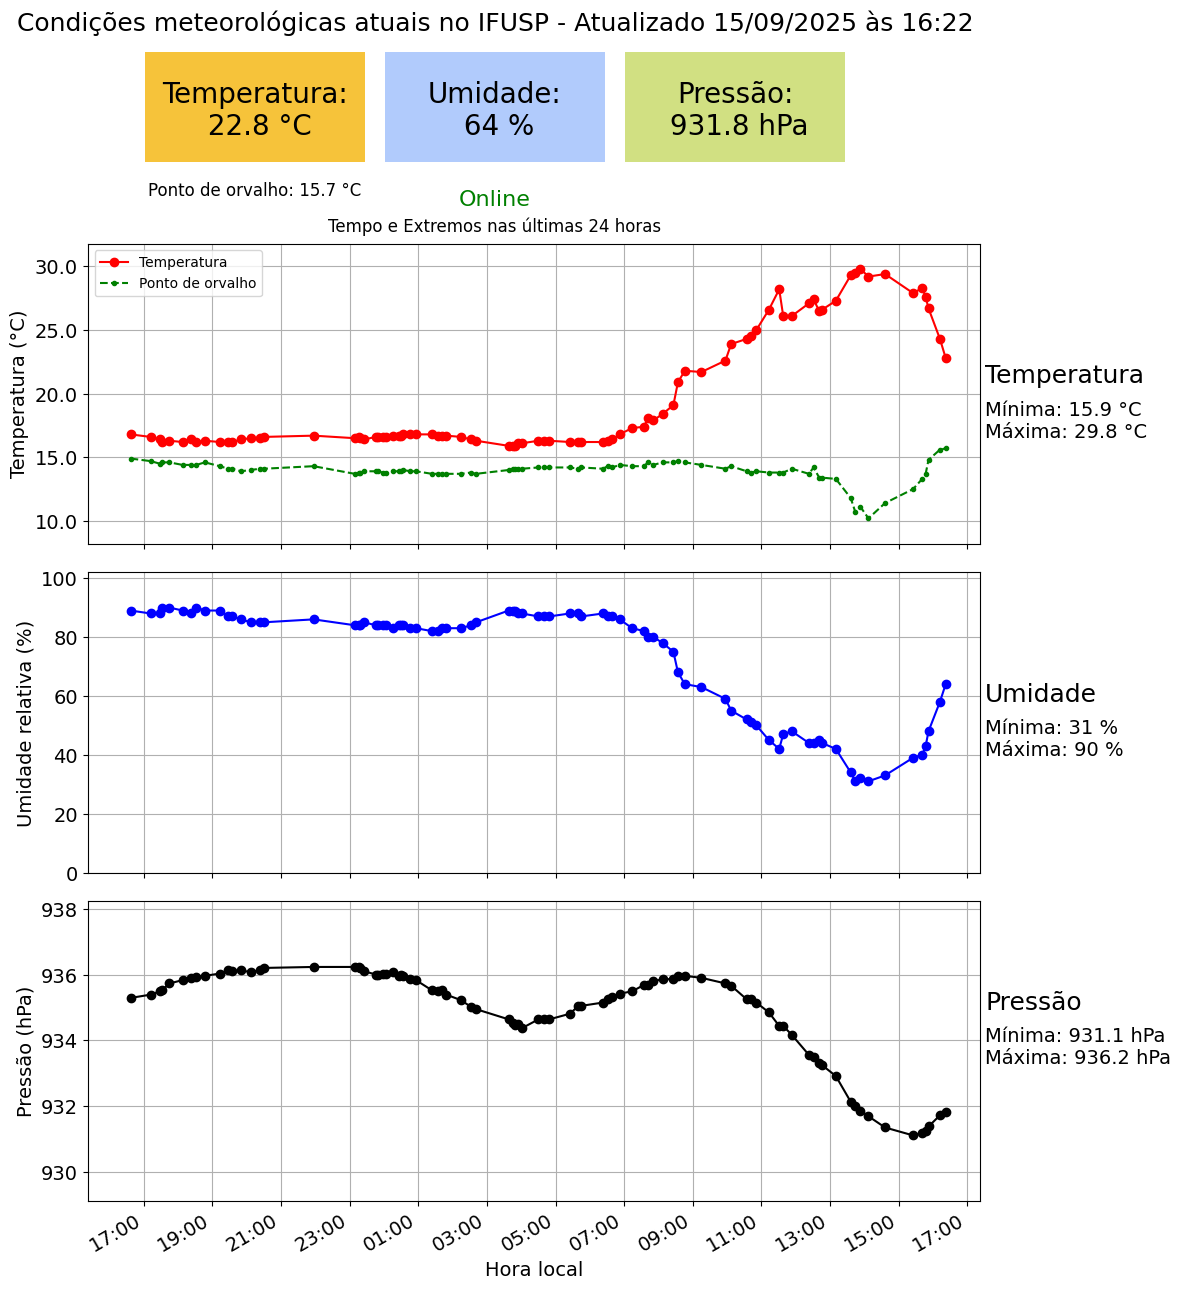 Condições meteorológicas atuais no IFUSP - Atualizado 15/09/2025 às 16:22
Temperatura:
22.8 °C
Umidade:
64 %
Pressão:
931.8 hPa
Ponto de orvalho: 15.7 °C
Online
Tempo e Extremos nas últimas 24 horas
Temperatura
Ponto de orvalho
Temperatura (°C)
30.0
25.0
20.0
15.0
10.0
Temperatura
Mínima: 15.9 °C
Máxima: 29.8 °C
Umidade relativa (%)
100
80
60
40
20
0
Umidade
Mínima: 31 %
Máxima: 90 %
Pressão (hPa)
938
936
934
932
930
Pressão
Mínima: 931.1 hPa
Máxima: 936.2 hPa
17:00 19:00 21:00 23:00 01:00 03:00 05:00 07:00 09:00 11:00 13:00 15:00 17:00
Hora local